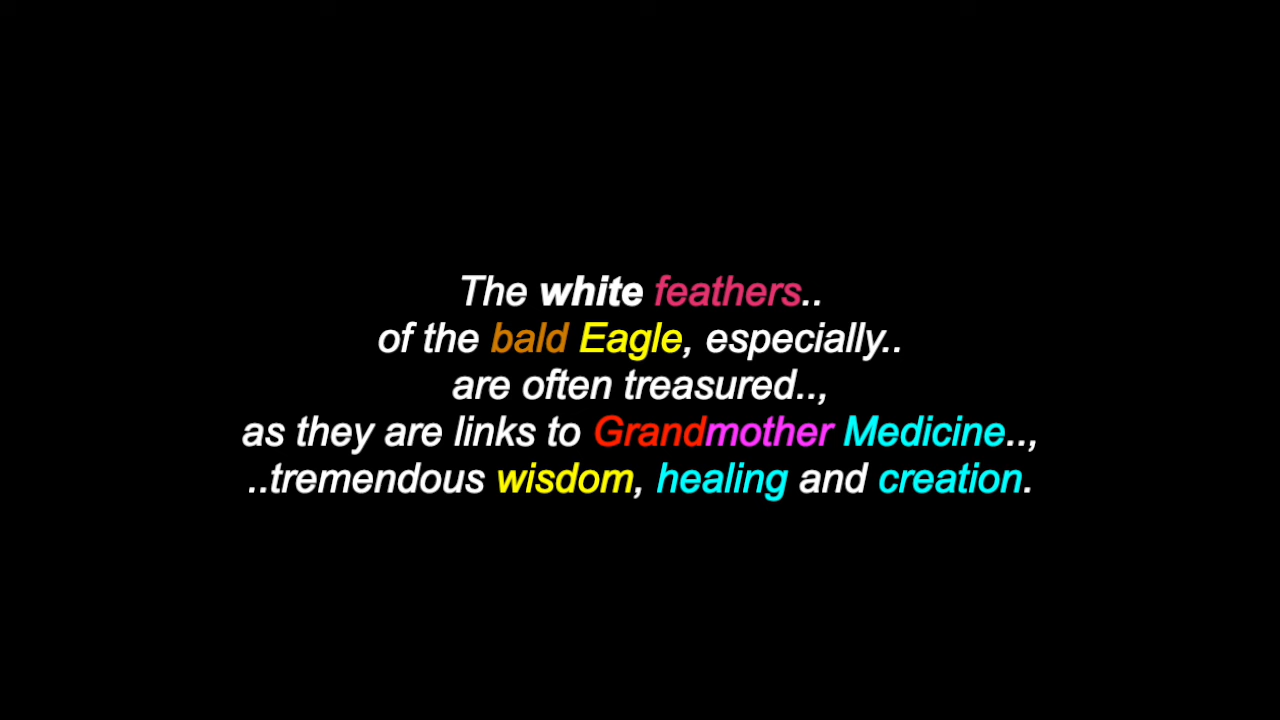 The white feathers..
of the bald Eagle, especially..
are often treasured..,
as they are links to Grandmother Medicine..,
..tremendous wisdom, healing and creation.